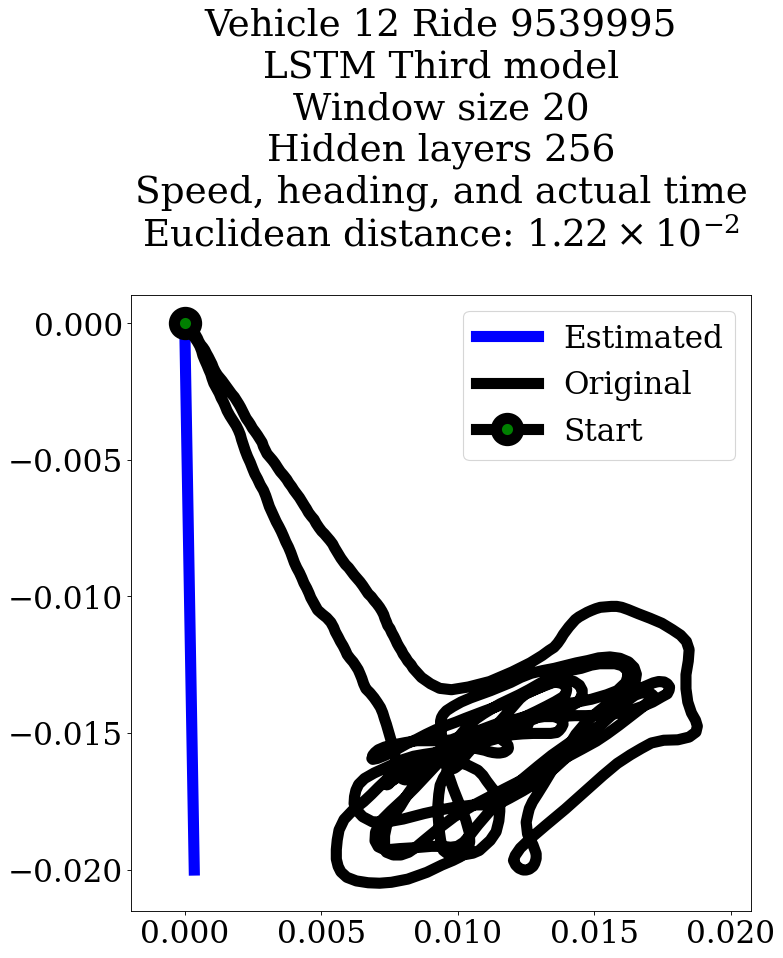 Vehicle 12 Ride 9539995
LSTM Third model
Window size 20
Hidden layers 256
Speed, heading, and actual time
Euclidean distance: 1.22 × 10⁻²
Estimated
Original
Start
0.000
−0.005
−0.010
−0.015
−0.020
0.000 0.005 0.010 0.015 0.020